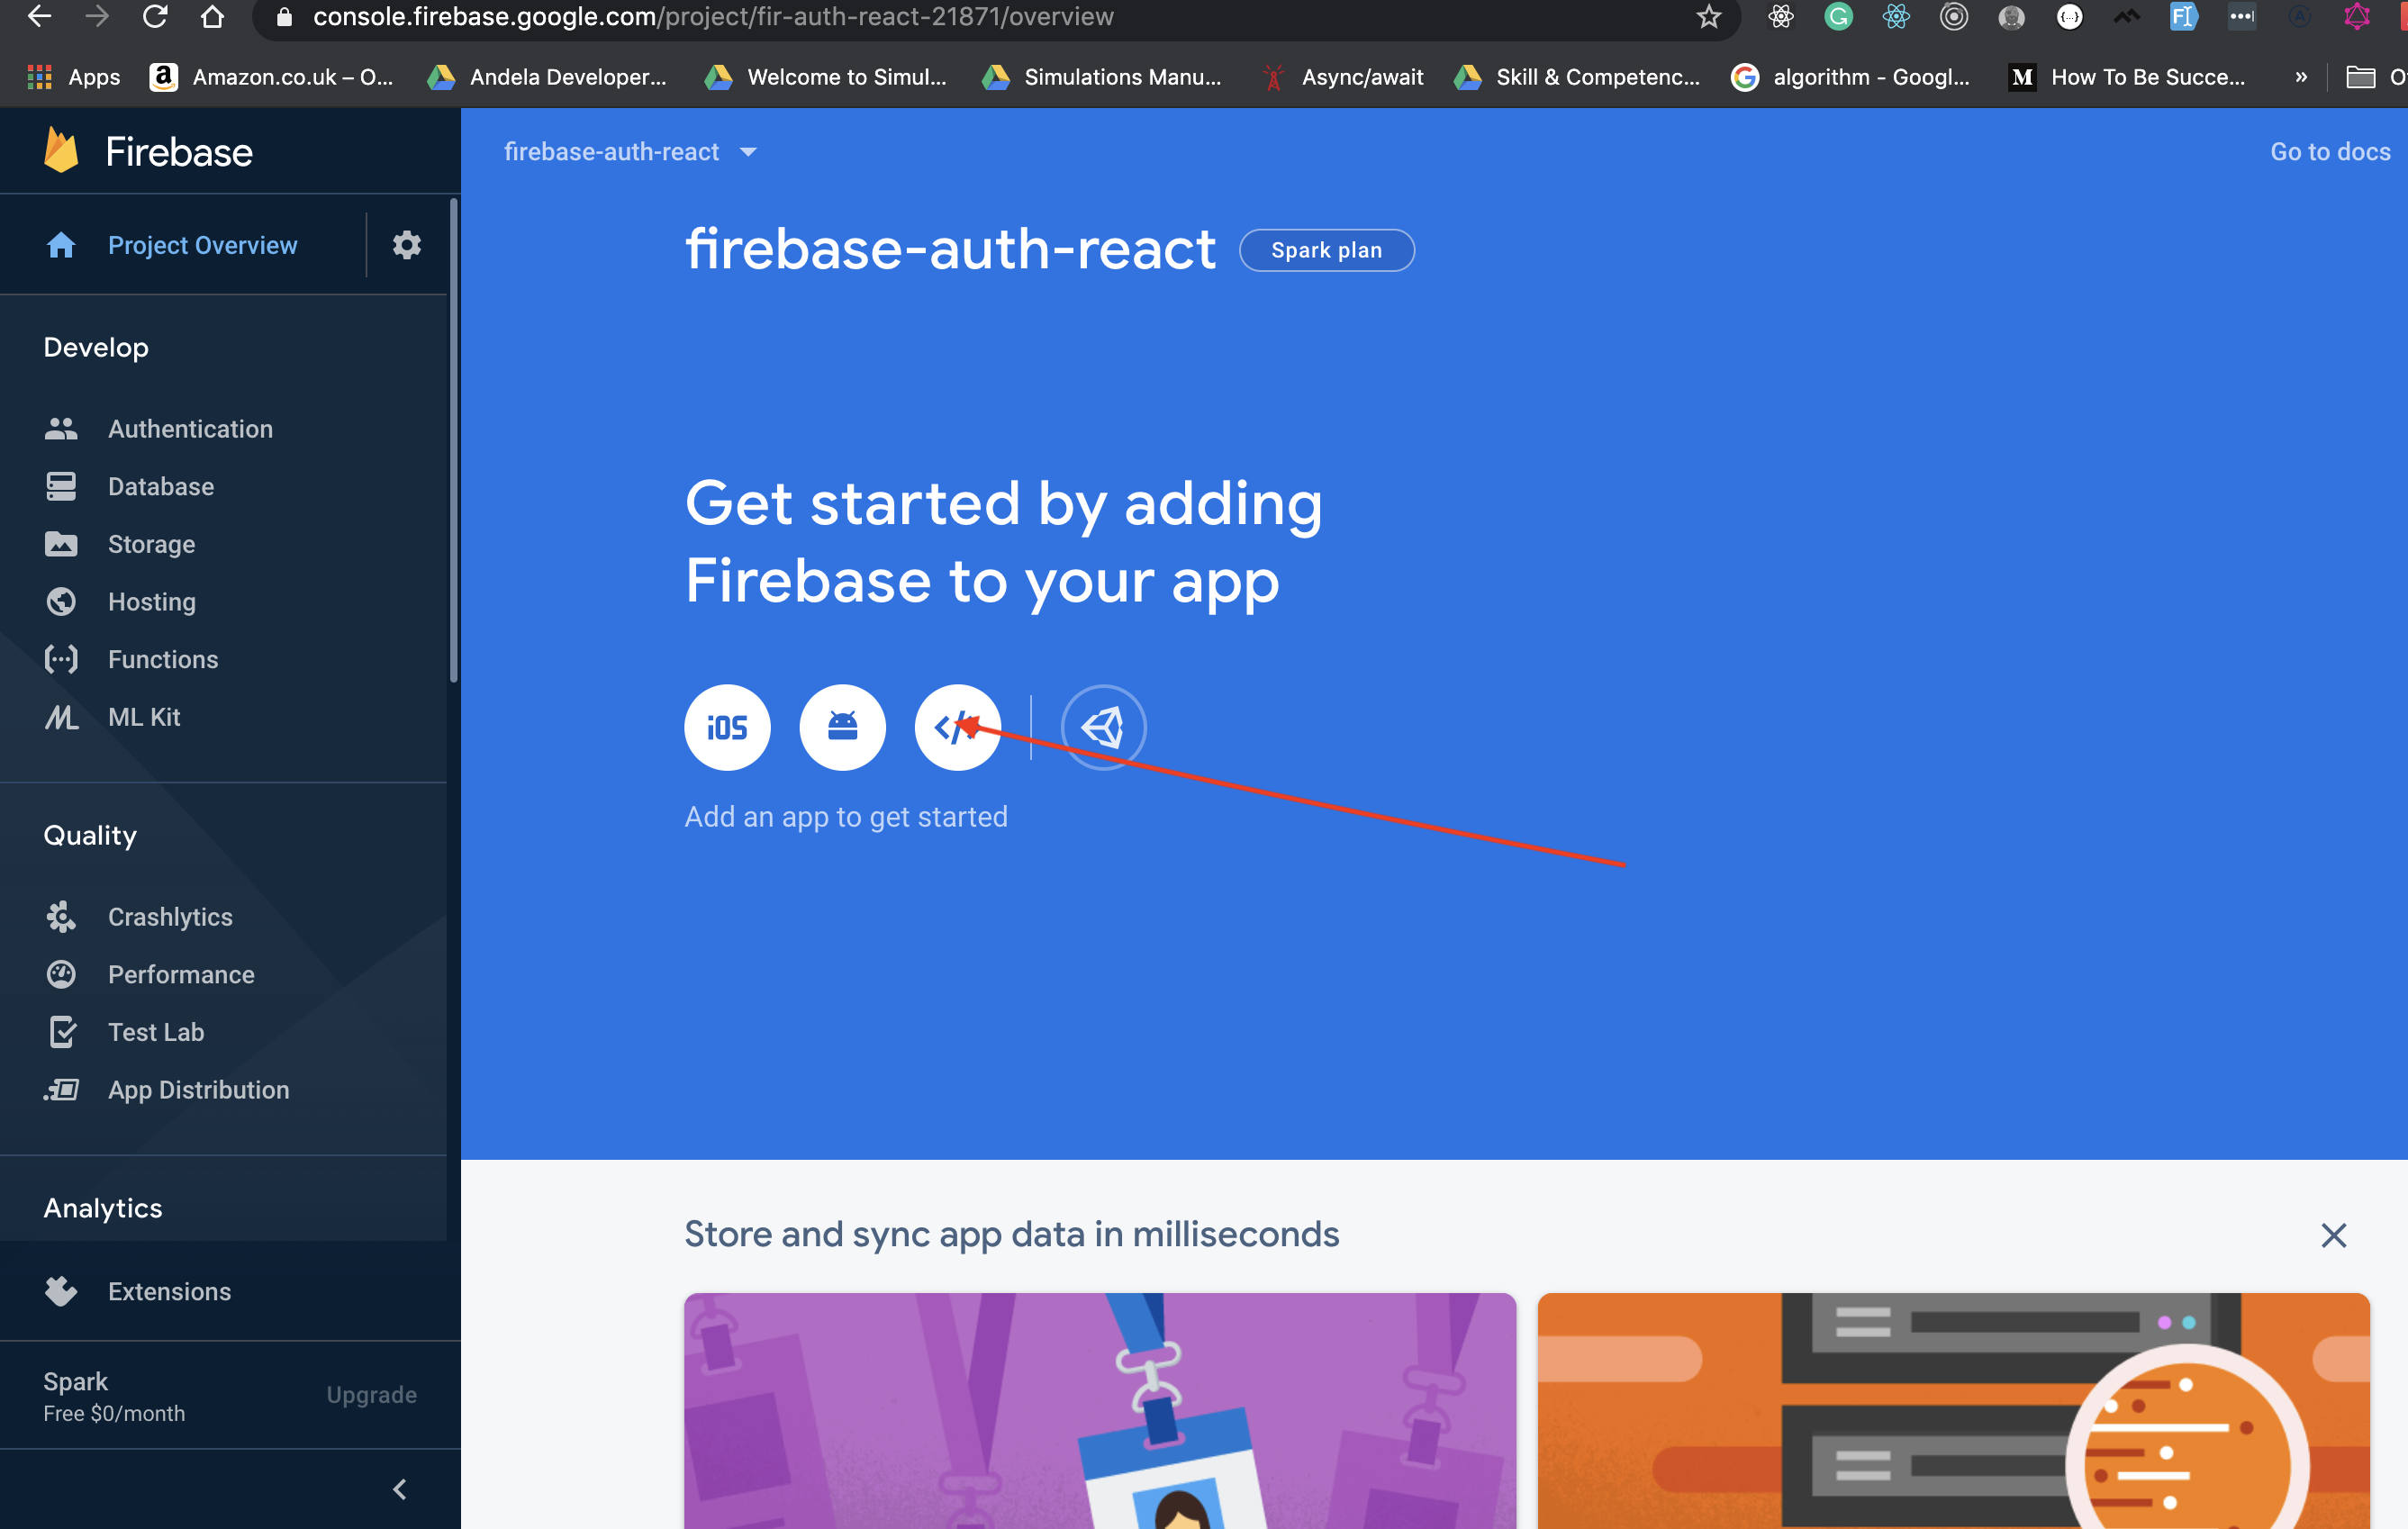 console.firebase.google.com/project/fir-auth-react-21871/overview
Apps
Amazon.co.uk – O...
Andela Developer...
Welcome to Simul...
Simulations Manu...
Async/await
Skill & Competenc...
algorithm - Googl...
How To Be Succe...
»
Firebase
firebase-auth-react
Go to docs
Project Overview
firebase-auth-react
Spark plan
Develop
Authentication
Database
Storage
Hosting
Functions
ML Kit
Get started by adding
Firebase to your app
iOS
Add an app to get started
Quality
Crashlytics
Performance
Test Lab
App Distribution
Analytics
Extensions
Store and sync app data in milliseconds
Spark
Free $0/month
Upgrade